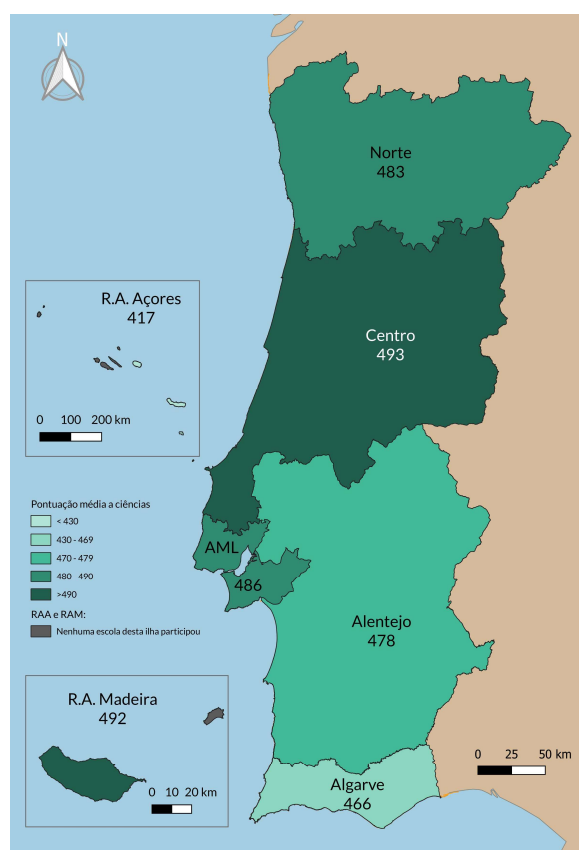 N
Norte
483
R.A. Açores
417
0 100 200 km
Centro
493
Pontuação média a ciências
< 430
430 - 469
470 - 479
480 490
>490
RAA e RAM:
Nenhuma escola desta ilha participou
AML
486
Alentejo
478
R.A. Madeira
492
0 10 20 km
0 25 50 km
Algarve
466